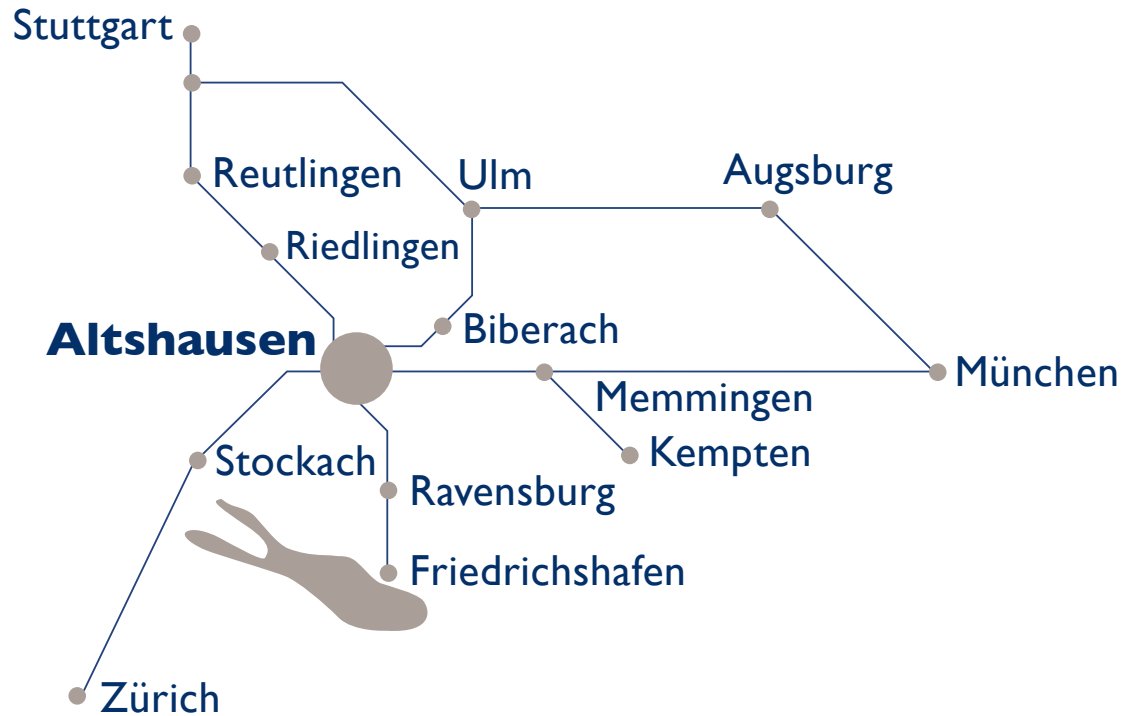 Stuttgart
Reutlingen
Ulm
Augsburg
Riedlingen
Altshausen
Biberach
München
Memmingen
Stockach
Kempten
Ravensburg
Friedrichshafen
Zürich